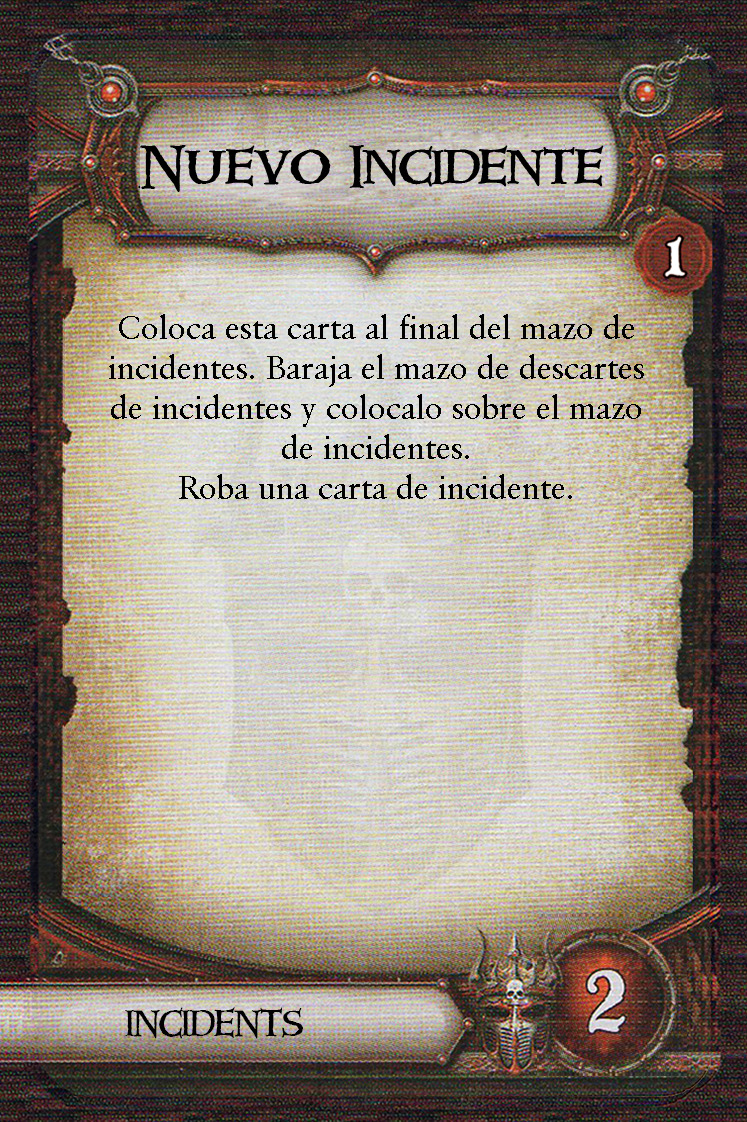 NUEVO INCIDENTE
1
Coloca esta carta al final del mazo de
incidentes. Baraja el mazo de descartes
de incidentes y colocalo sobre el mazo
de incidentes.
Roba una carta de incidente.
2
INCIDENTS